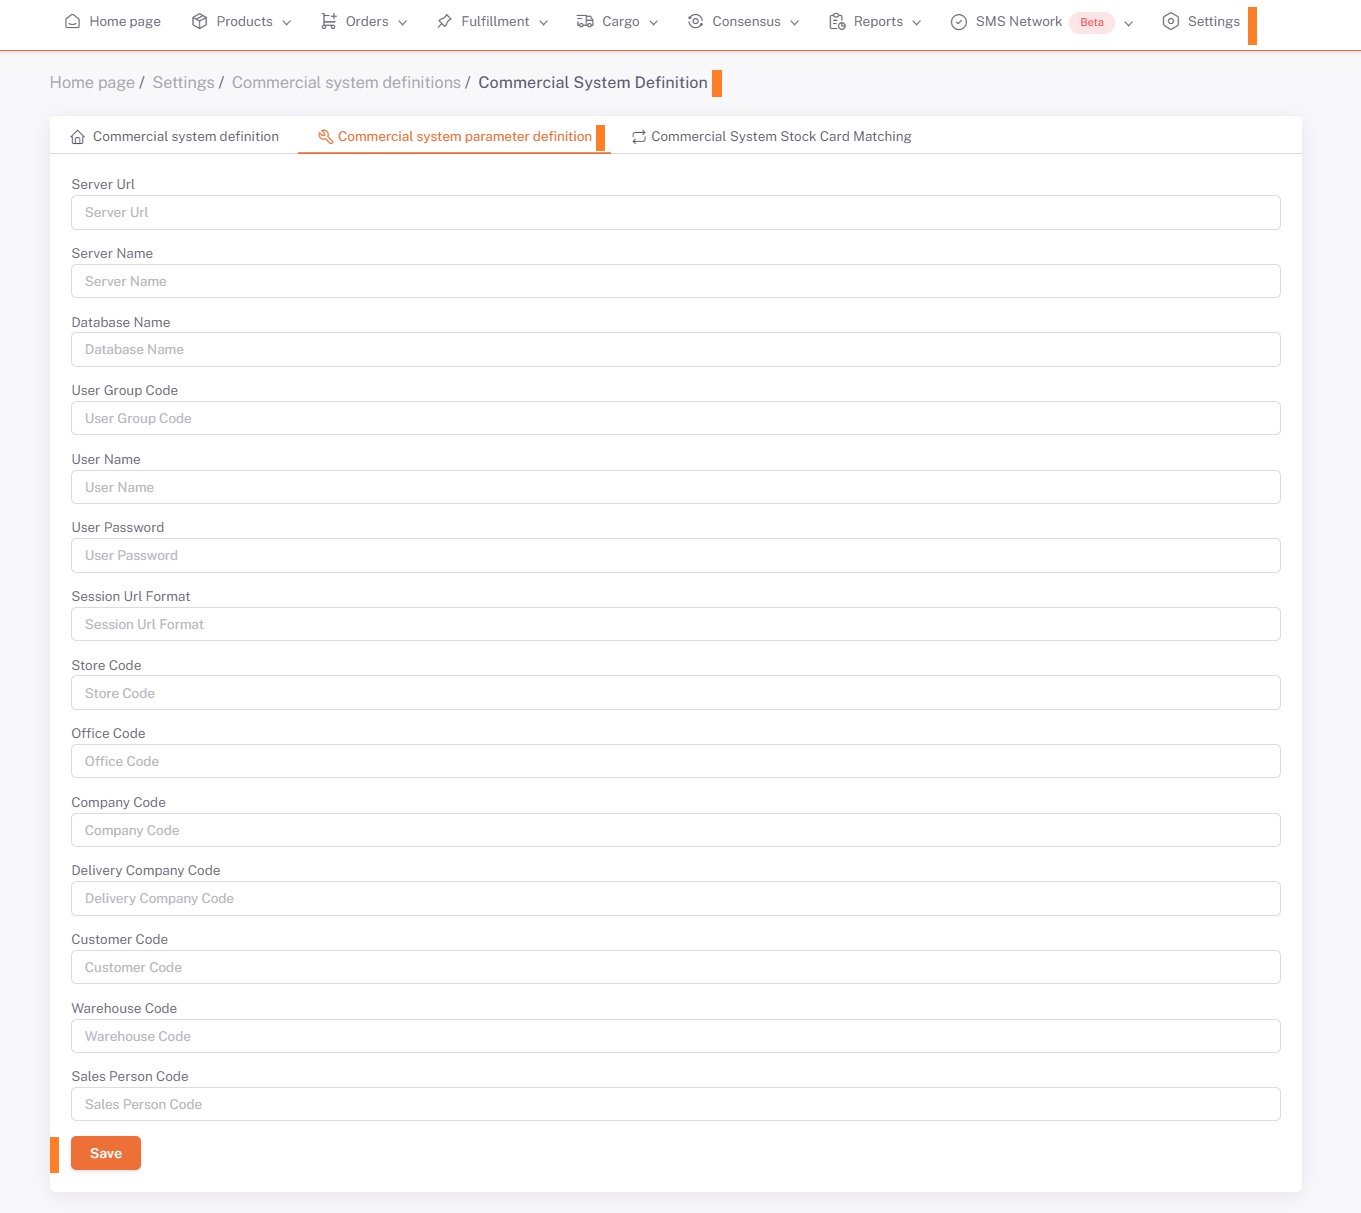 Home page Products Orders Fulfillment Cargo Consensus Reports SMS Network Beta Settings
Home page / Settings / Commercial system definitions / Commercial System Definition
Commercial system definition Commercial system parameter definition Commercial System Stock Card Matching
Server Url
Server Url
Server Name
Server Name
Database Name
Database Name
User Group Code
User Group Code
User Name
User Name
User Password
User Password
Session Url Format
Session Url Format
Store Code
Store Code
Office Code
Office Code
Company Code
Company Code
Delivery Company Code
Delivery Company Code
Customer Code
Customer Code
Warehouse Code
Warehouse Code
Sales Person Code
Sales Person Code
Save